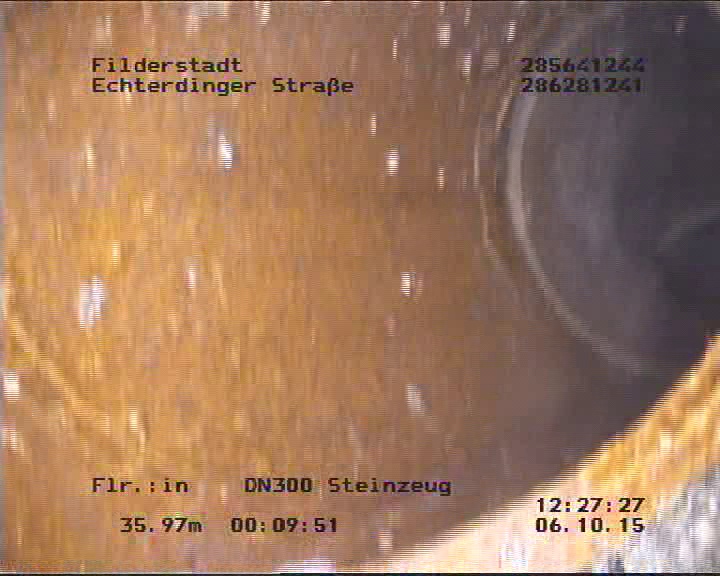 Filderstadt 285641244
Echterdinger Straße 286281241
Flr.:in DN300 Steinzeug
12:27:27
35.97m 00:09:51 06.10.15